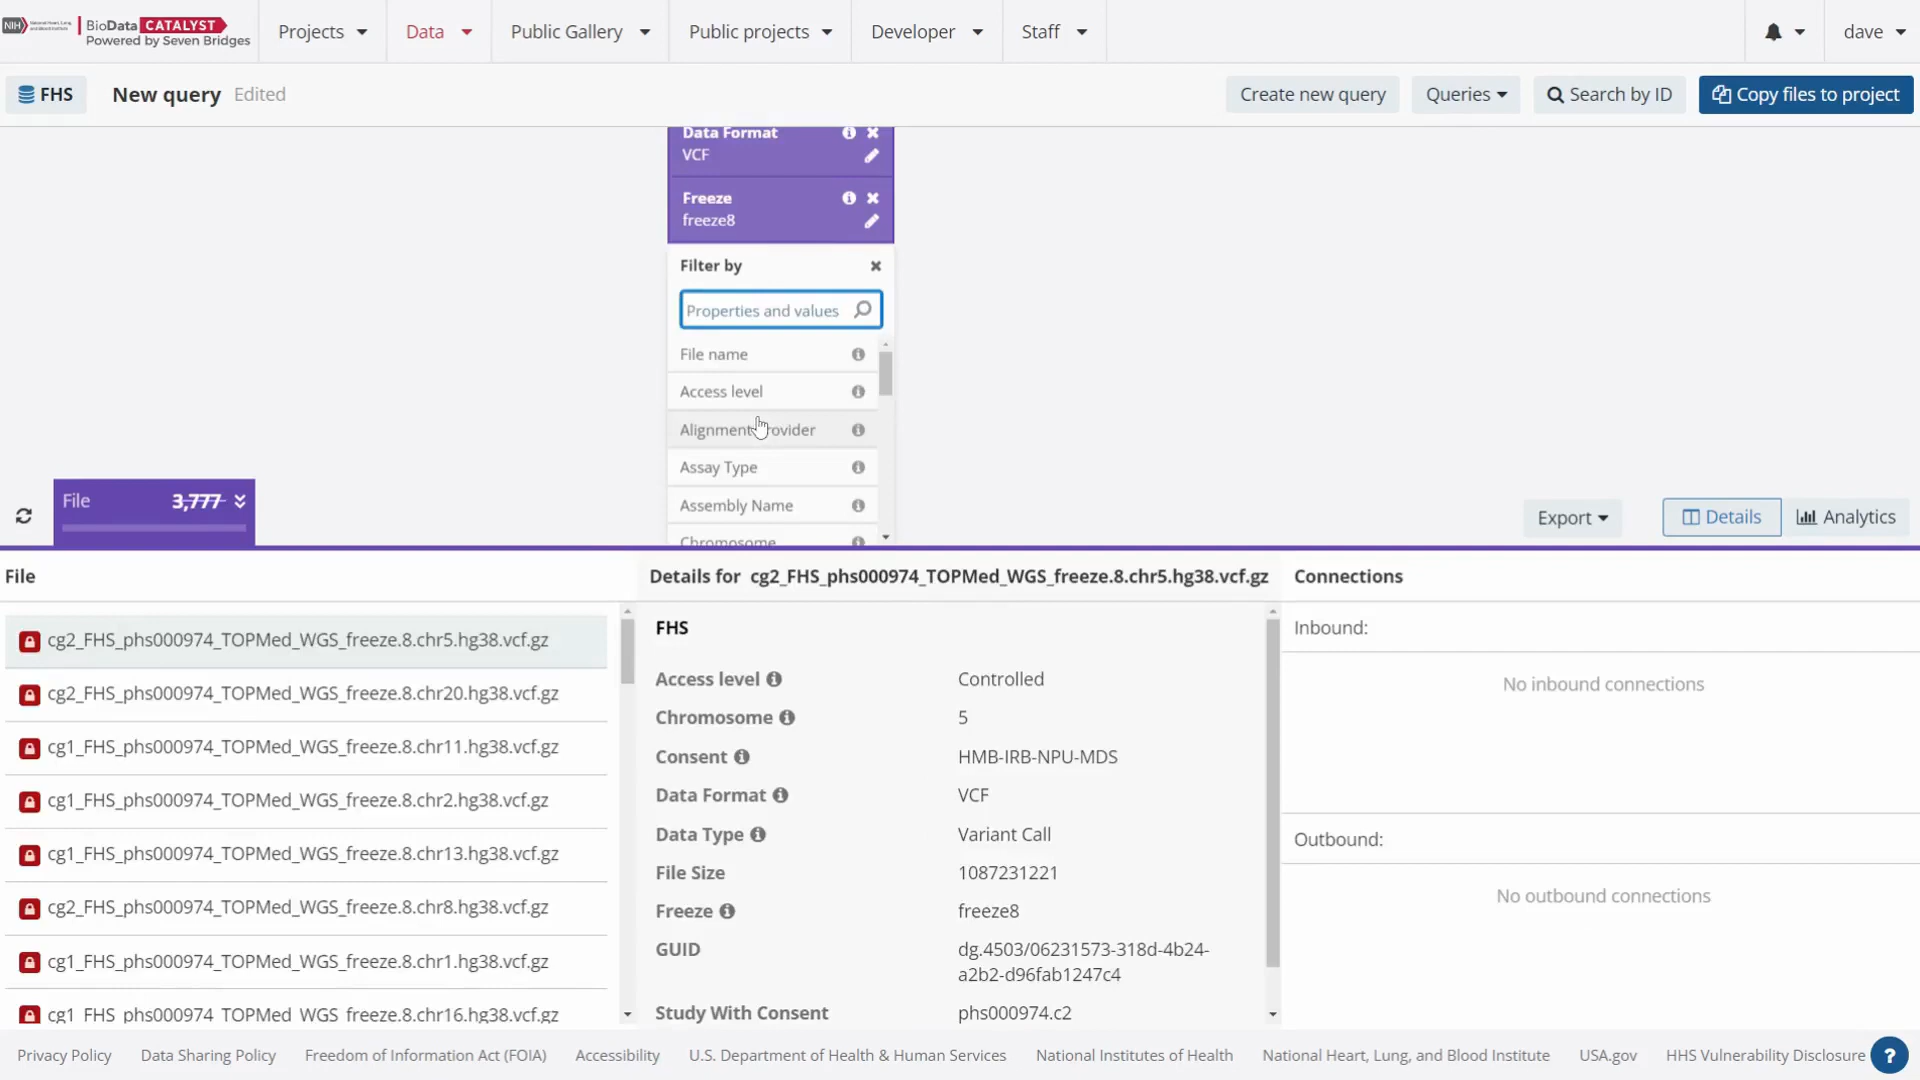 NIH National Heart, Lung, and Blood Institute BioData CATALYST
Powered by Seven Bridges
Projects
Data
Public Gallery
Public projects
Developer
Staff
dave
FHS
New query
Edited
Create new query
Queries
Search by ID
Copy files to project
Data Format
VCF
Freeze
freeze8
Filter by
Properties and values
File name
Access level
Alignment provider
Assay Type
Assembly Name
Chromosome
File 3,777
Export
Details
Analytics
File
cg2_FHS_phs000974_TOPMed_WGS_freeze.8.chr5.hg38.vcf.gz
cg2_FHS_phs000974_TOPMed_WGS_freeze.8.chr20.hg38.vcf.gz
cg1_FHS_phs000974_TOPMed_WGS_freeze.8.chr11.hg38.vcf.gz
cg1_FHS_phs000974_TOPMed_WGS_freeze.8.chr2.hg38.vcf.gz
cg1_FHS_phs000974_TOPMed_WGS_freeze.8.chr13.hg38.vcf.gz
cg2_FHS_phs000974_TOPMed_WGS_freeze.8.chr8.hg38.vcf.gz
cg1_FHS_phs000974_TOPMed_WGS_freeze.8.chr1.hg38.vcf.gz
cg1_FHS_phs000974_TOPMed_WGS_freeze.8.chr16.hg38.vcf.gz
Details for cg2_FHS_phs000974_TOPMed_WGS_freeze.8.chr5.hg38.vcf.gz
FHS
Access level Controlled
Chromosome 5
Consent HMB-IRB-NPU-MDS
Data Format VCF
Data Type Variant Call
File Size 1087231221
Freeze freeze8
GUID dg.4503/06231573-318d-4b24-
a2b2-d96fab1247c4
Study With Consent phs000974.c2
Connections
Inbound:
No inbound connections
Outbound:
No outbound connections
Privacy Policy
Data Sharing Policy
Freedom of Information Act (FOIA)
Accessibility
U.S. Department of Health & Human Services
National Institutes of Health
National Heart, Lung, and Blood Institute
USA.gov
HHS Vulnerability Disclosure
?